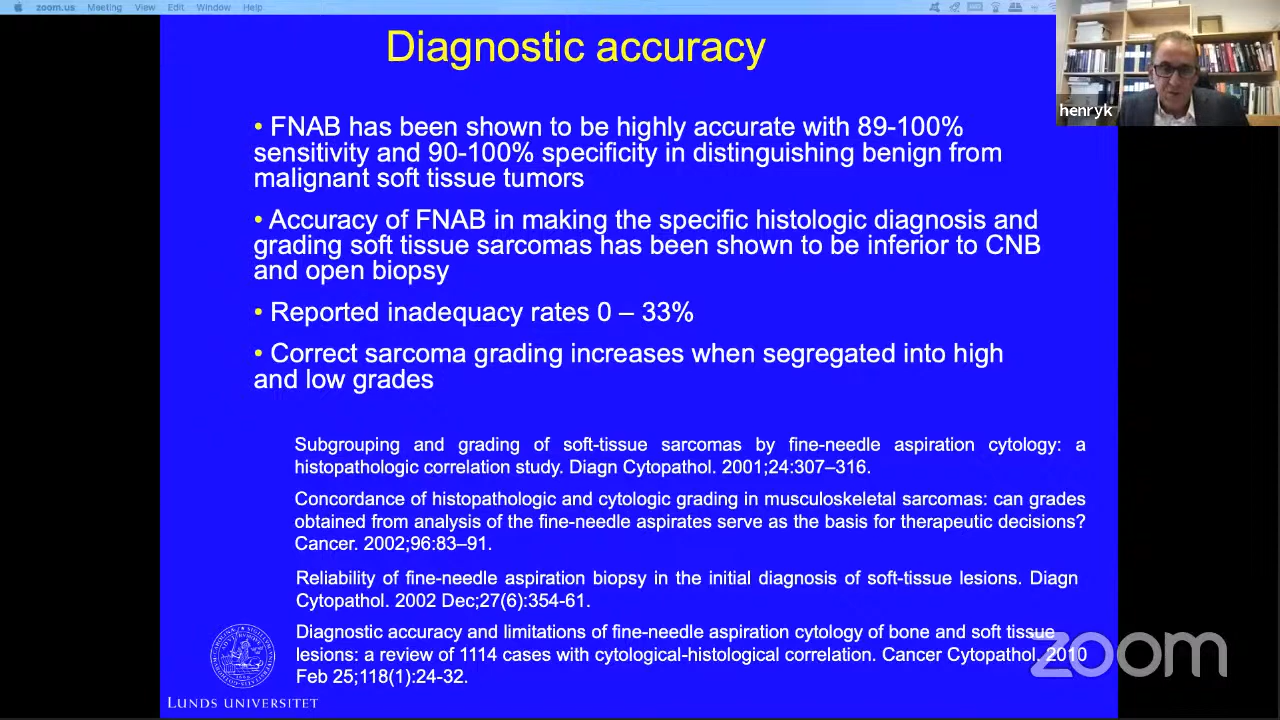 zoom.us Meeting View Edit Window Help
Diagnostic accuracy
henryk
• FNAB has been shown to be highly accurate with 89-100%
sensitivity and 90-100% specificity in distinguishing benign from
malignant soft tissue tumors
• Accuracy of FNAB in making the specific histologic diagnosis and
grading soft tissue sarcomas has been shown to be inferior to CNB
and open biopsy
• Reported inadequacy rates 0 – 33%
• Correct sarcoma grading increases when segregated into high
and low grades
Subgrouping and grading of soft-tissue sarcomas by fine-needle aspiration cytology: a
histopathologic correlation study. Diagn Cytopathol. 2001;24:307–316.
Concordance of histopathologic and cytologic grading in musculoskeletal sarcomas: can grades
obtained from analysis of the fine-needle aspirates serve as the basis for therapeutic decisions?
Cancer. 2002;96:83–91.
Reliability of fine-needle aspiration biopsy in the initial diagnosis of soft-tissue lesions. Diagn
Cytopathol. 2002 Dec;27(6):354-61.
Diagnostic accuracy and limitations of fine-needle aspiration cytology of bone and soft tissue
lesions: a review of 1114 cases with cytological-histological correlation. Cancer Cytopathol. 2010
Feb 25;118(1):24-32.
LUNDS UNIVERSITET
zoom